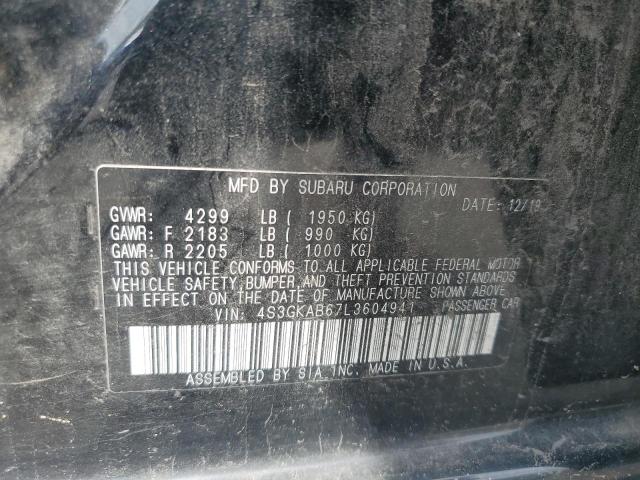 MFD BY SUBARU CORPORATION
DATE: 12/19
GVWR: 4299 LB ( 1950 KG)
GAWR: F 2183 LB ( 990 KG)
GAWR: R 2205 LB ( 1000 KG)
THIS VEHICLE CONFORMS TO ALL APPLICABLE FEDERAL MOTOR
VEHICLE SAFETY, BUMPER, AND THEFT PREVENTION STANDARDS
IN EFFECT ON THE DATE OF MANUFACTURE SHOWN ABOVE
VIN: 4S3GKAB67L3604941 PASSENGER CAR
ASSEMBLED BY SIA, INC. MADE IN U.S.A.